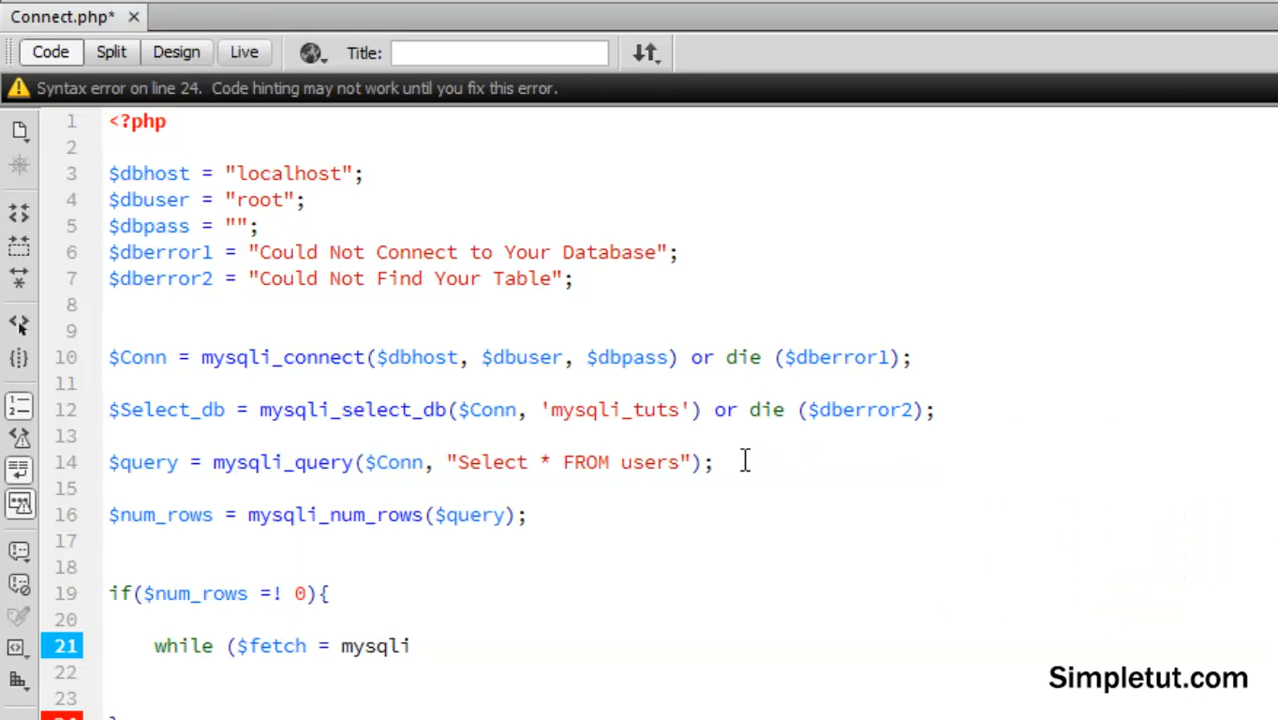 Connect.php* ×
Code Split Design Live Title:
Syntax error on line 24. Code hinting may not work until you fix this error.
1 <?php
2
3 $dbhost = "localhost";
4 $dbuser = "root";
5 $dbpass = "";
6 $dberror1 = "Could Not Connect to Your Database";
7 $dberror2 = "Could Not Find Your Table";
8
9
10 $Conn = mysqli_connect($dbhost, $dbuser, $dbpass) or die ($dberror1);
11
12 $Select_db = mysqli_select_db($Conn, 'mysqli_tuts') or die ($dberror2);
13
14 $query = mysqli_query($Conn, "Select * FROM users");
15
16 $num_rows = mysqli_num_rows($query);
17
18
19 if($num_rows =! 0){
20
21 while ($fetch = mysqli
22
23
Simpletut.com